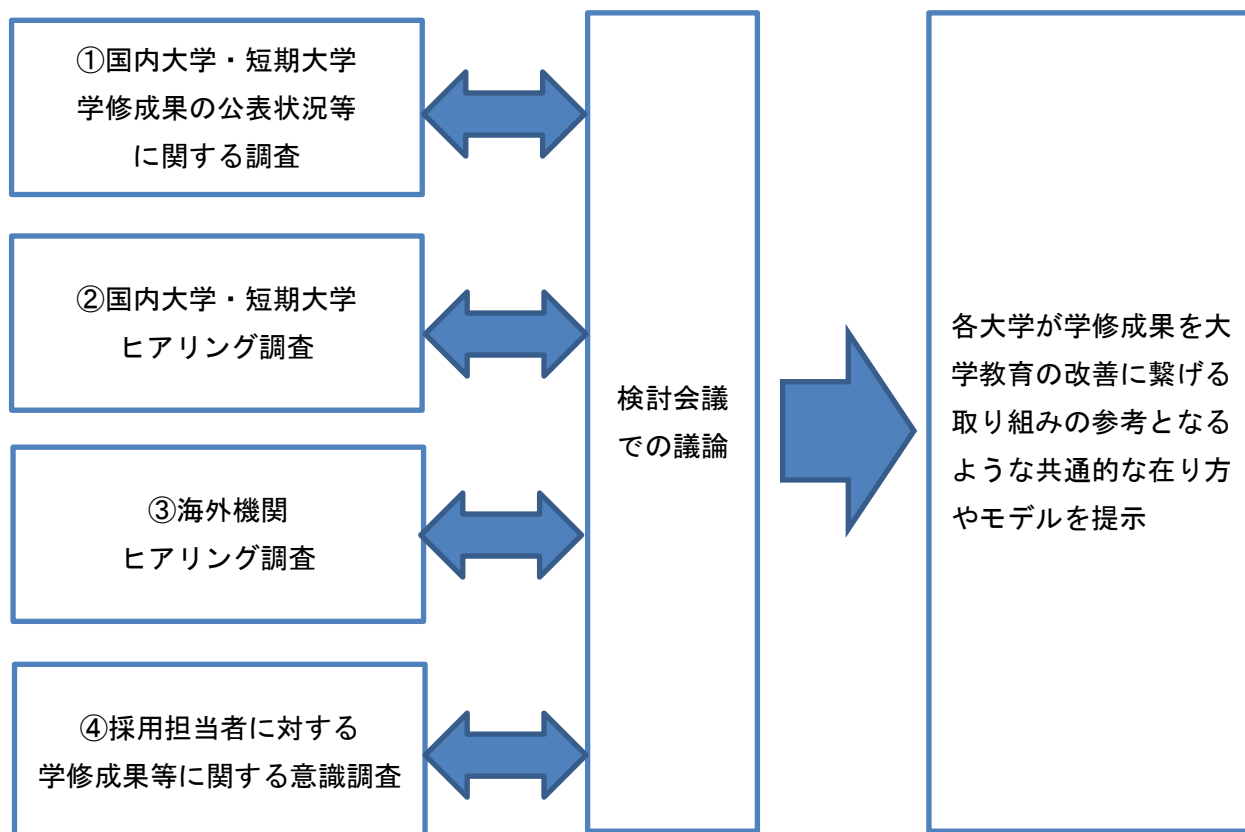 ①国内大学・短期大学
学修成果の公表状況等
に関する調査
②国内大学・短期大学
ヒアリング調査
③海外機関
ヒアリング調査
④採用担当者に対する
学修成果等に関する意識調査
検討会議
での議論
各大学が学修成果を大
学教育の改善に繋げる
取り組みの参考となる
ような共通的な在り方
やモデルを提示